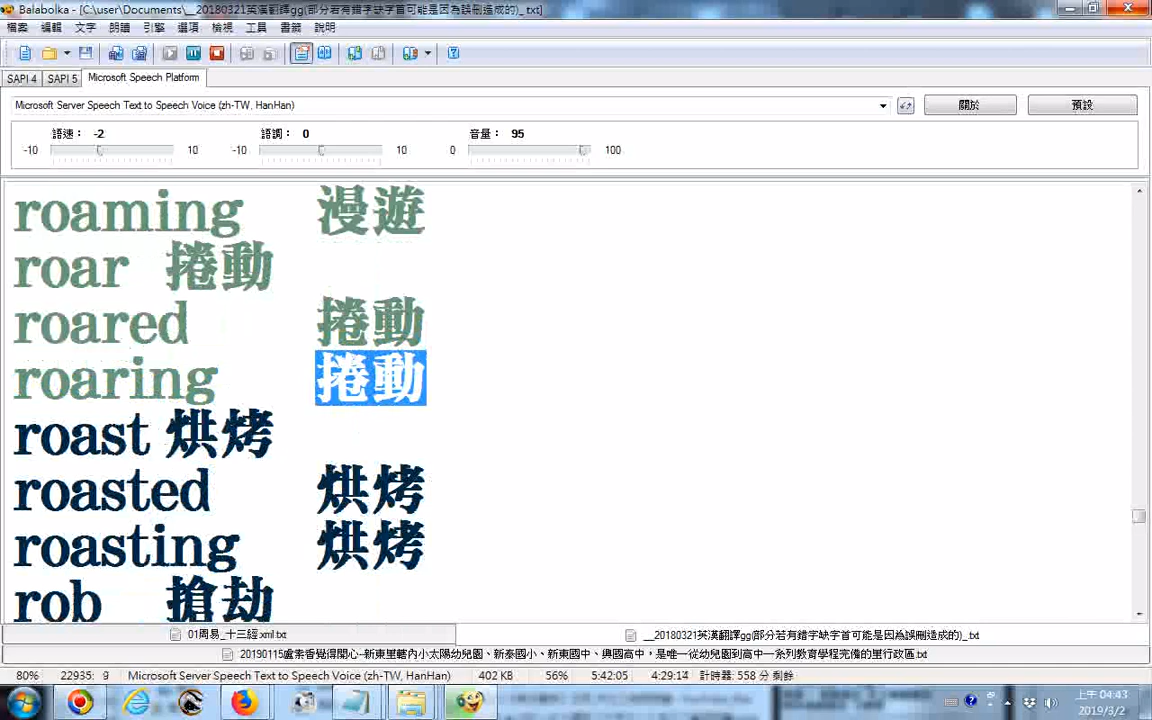 Balabolka - [C:\user\Documents\__20180321英漢翻譯gg(部分若有錯字缺字首可能是因為誤刪造成的)_.txt]
檔案 編輯 文字 朗讀 引擎 選項 檢視 工具 書籤 說明
SAPI 4 SAPI 5 Microsoft Speech Platform
Microsoft Server Speech Text to Speech Voice (zh-TW, HanHan) 關於 預設
語速： -2 語調： 0 音量： 95
-10 10 -10 10 0 100
roaming 漫遊
roar 捲動
roared 捲動
roaring 捲動
roast 烘烤
roasted 烘烤
roasting 烘烤
rob 搶劫
01周易_十三經.xml.txt __20180321英漢翻譯gg(部分若有錯字缺字首可能是因為誤刪造成的)_.txt
20190115盧素香覺得開心-新東里轄內小太陽幼兒園、新泰國小、新東國中、興國高中，是唯一從幼兒園到高中一系列教育學程完備的里行政區.txt
80% 22935: 9 Microsoft Server Speech Text to Speech Voice (zh-TW, HanHan) 402 KB 56% 5:42:05 4:29:14 計時器: 558 分 剩餘
上午 04:43
2019/3/2